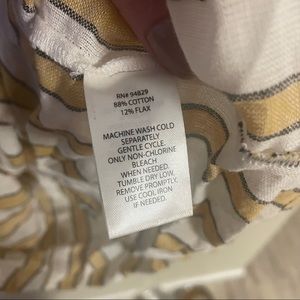 RN# 94829
88% COTTON
12% FLAX
MACHINE WASH COLD
SEPARATELY
GENTLE CYCLE.
ONLY NON-CHLORINE
BLEACH
WHEN NEEDED.
TUMBLE DRY LOW.
REMOVE PROMPTLY.
USE COOL IRON
IF NEEDED.